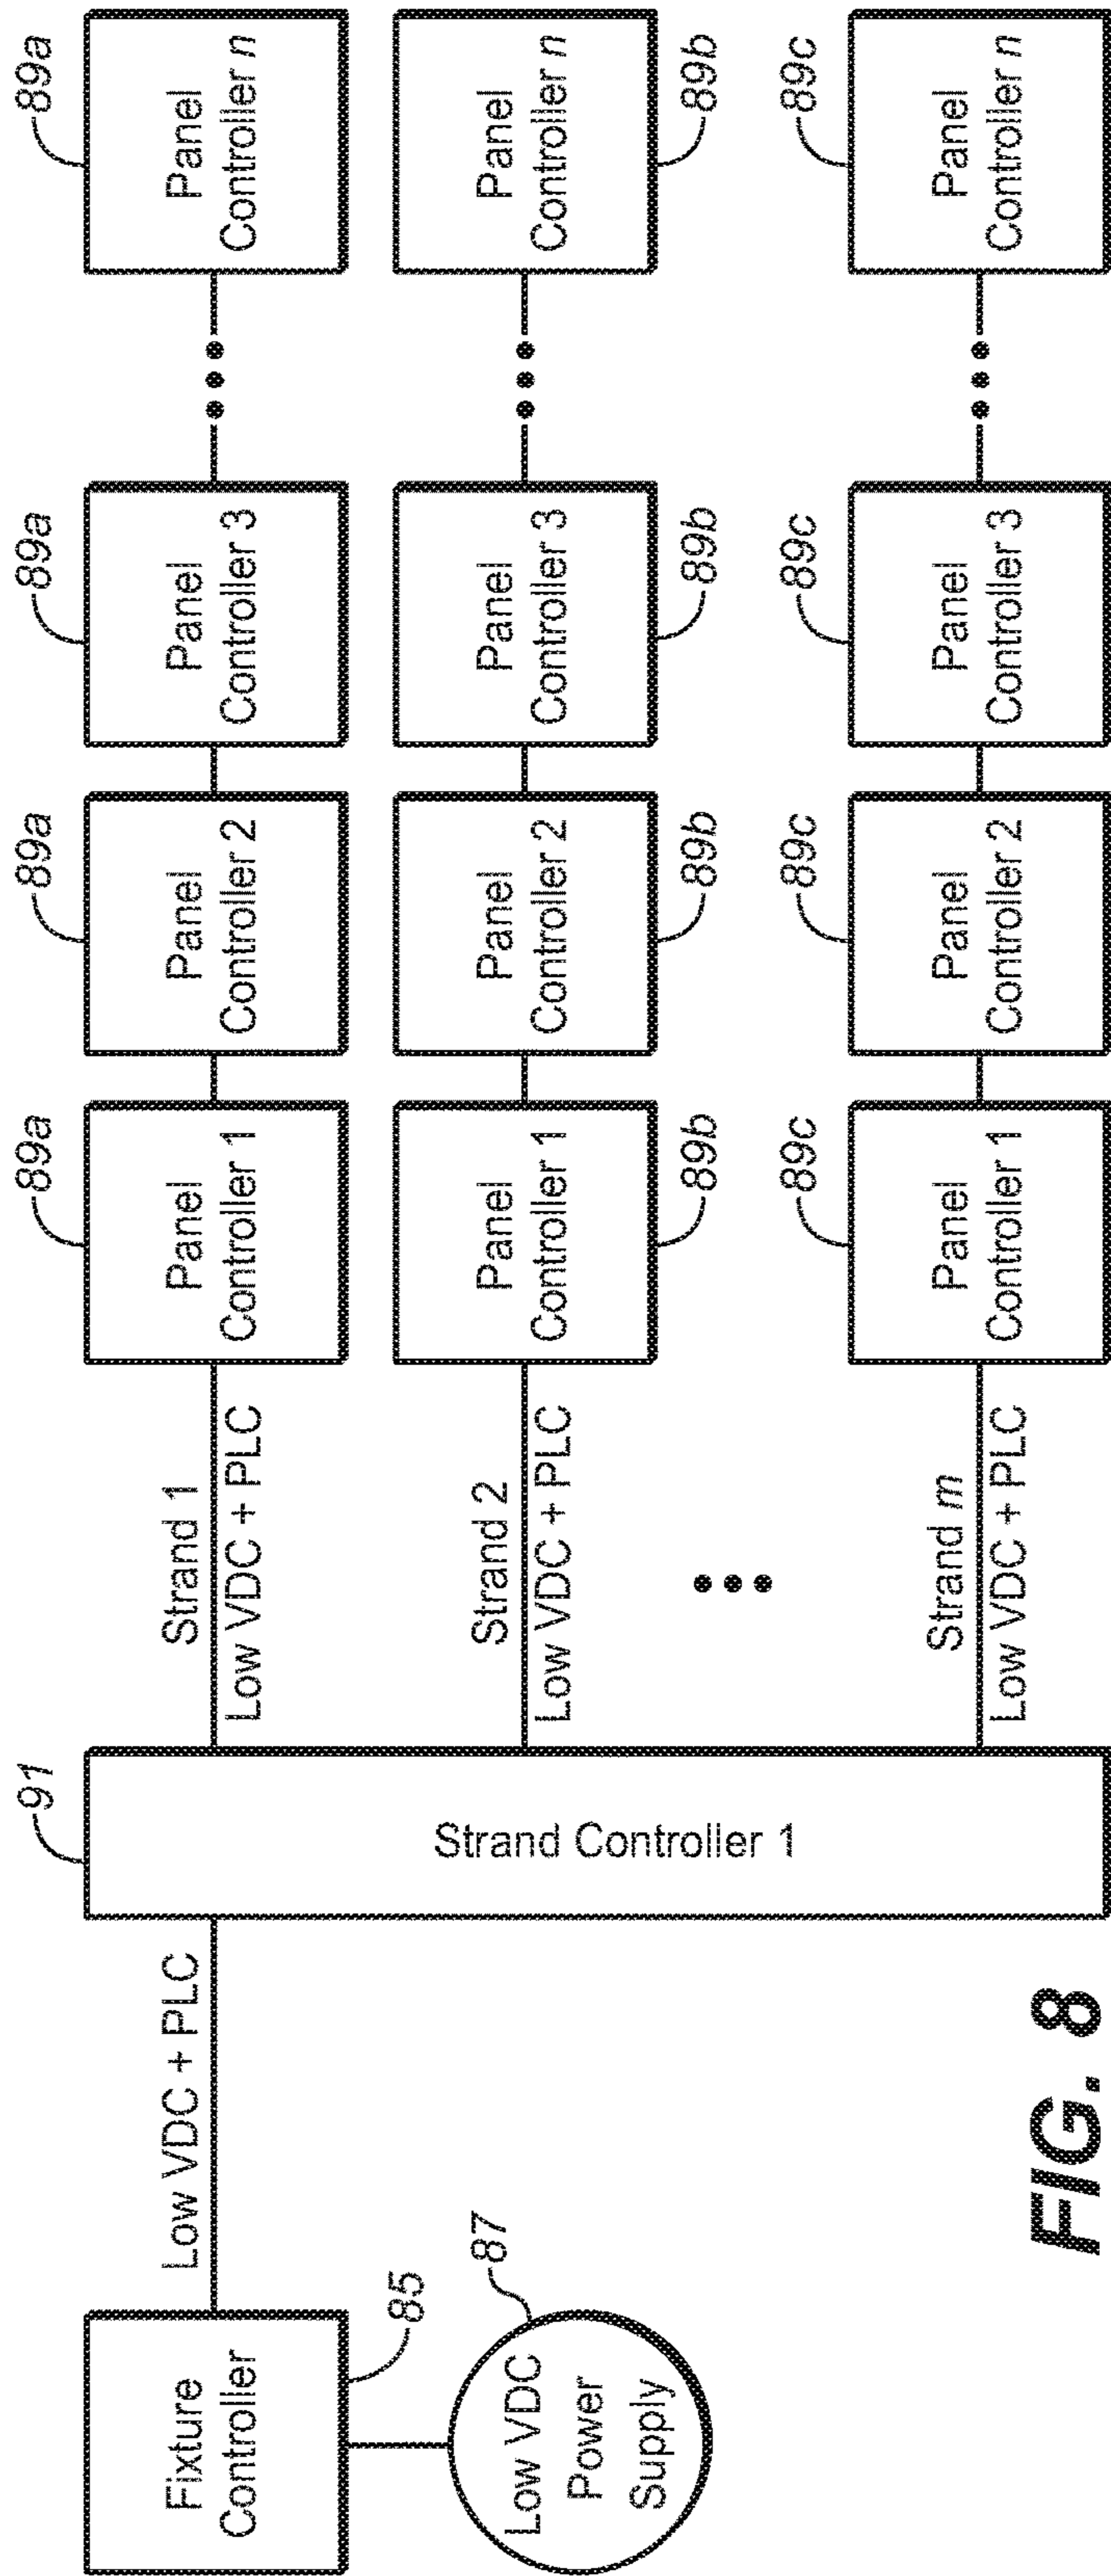 89a
89a
89a
89a
Panel
Controller 1
Panel
Controller 2
Panel
Controller 3
Panel
Controller n
Fixture
Controller
Low VDC + PLC
91
Strand 1
Low VDC + PLC
85
87
Low VDC
Power
Supply
Strand Controller 1
Strand 2
Low VDC + PLC
Panel
Controller 1
Panel
Controller 2
Panel
Controller 3
Panel
Controller n
89b
89b
89b
89b
89c
89c
89c
89c
Strand m
Low VDC + PLC
Panel
Controller 1
Panel
Controller 2
Panel
Controller 3
Panel
Controller n
FIG. 8